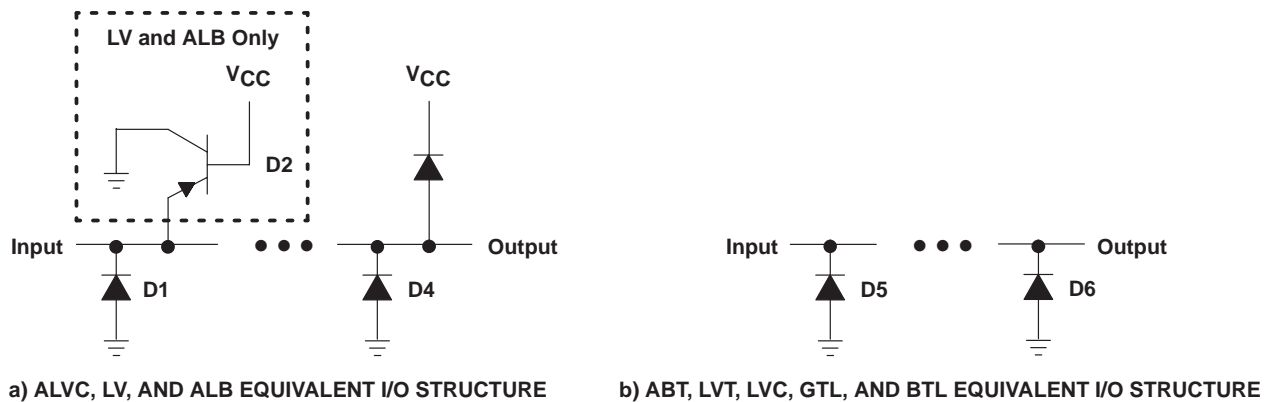 LV and ALB Only
VCC
VCC
D2
Input
Output
D1
D4
Input
Output
D5
D6
a) ALVC, LV, AND ALB EQUIVALENT I/O STRUCTURE
b) ABT, LVT, LVC, GTL, AND BTL EQUIVALENT I/O STRUCTURE